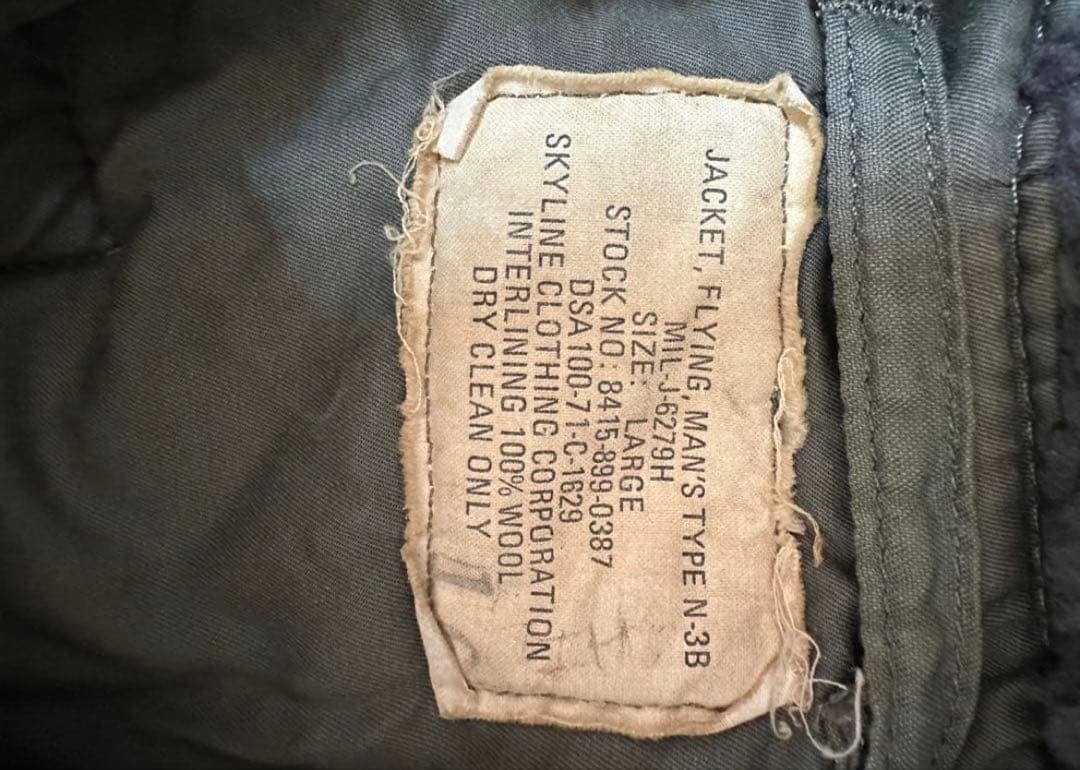 JACKET, FLYING, MAN'S TYPE N-3B
MIL-J-6279H
SIZE: LARGE
STOCK NO: 8415-899-0387
DSA100-71-C-1629
SKYLINE CLOTHING CORPORATION
INTERLINING 100% WOOL
DRY CLEAN ONLY